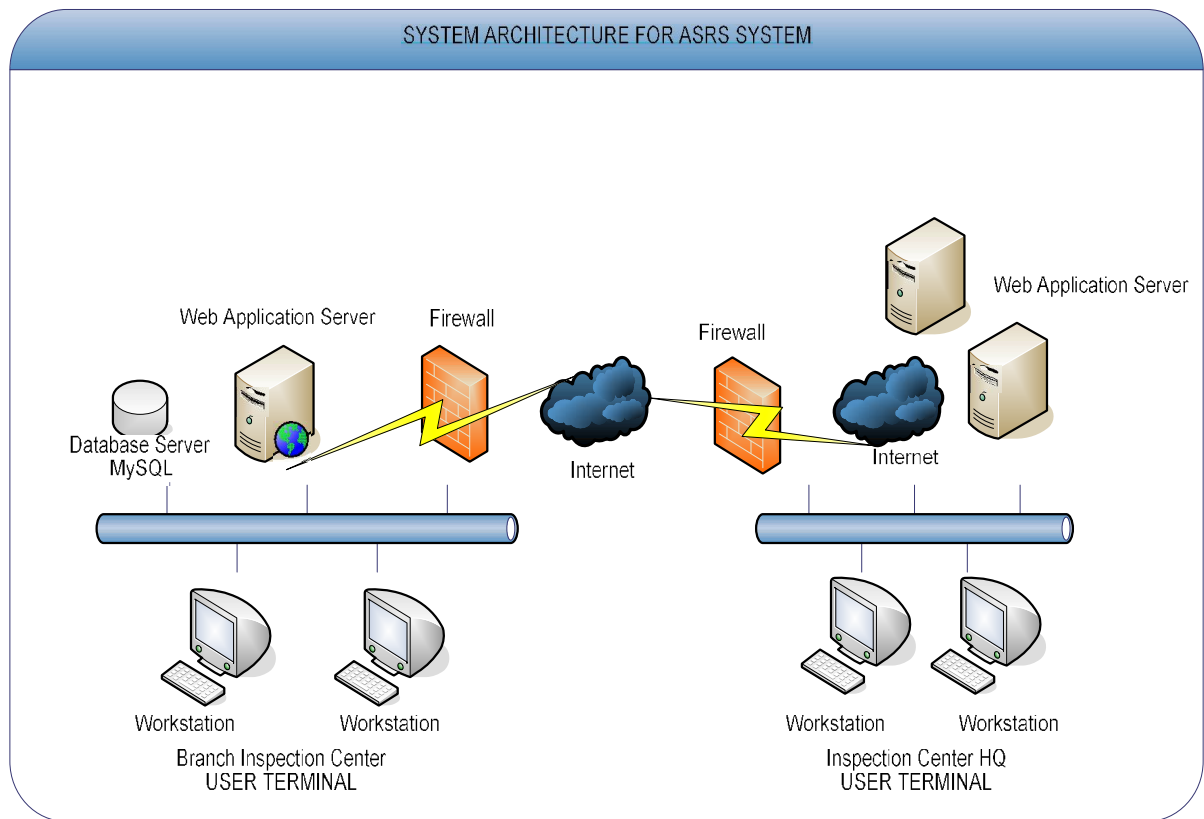 SYSTEM ARCHITECTURE FOR ASRS SYSTEM
Web Application Server
Firewall
Firewall
Web Application Server
Database Server
MySQL
Internet
Internet
Workstation
Workstation
Branch Inspection Center
USER TERMINAL
Workstation
Workstation
Inspection Center HQ
USER TERMINAL